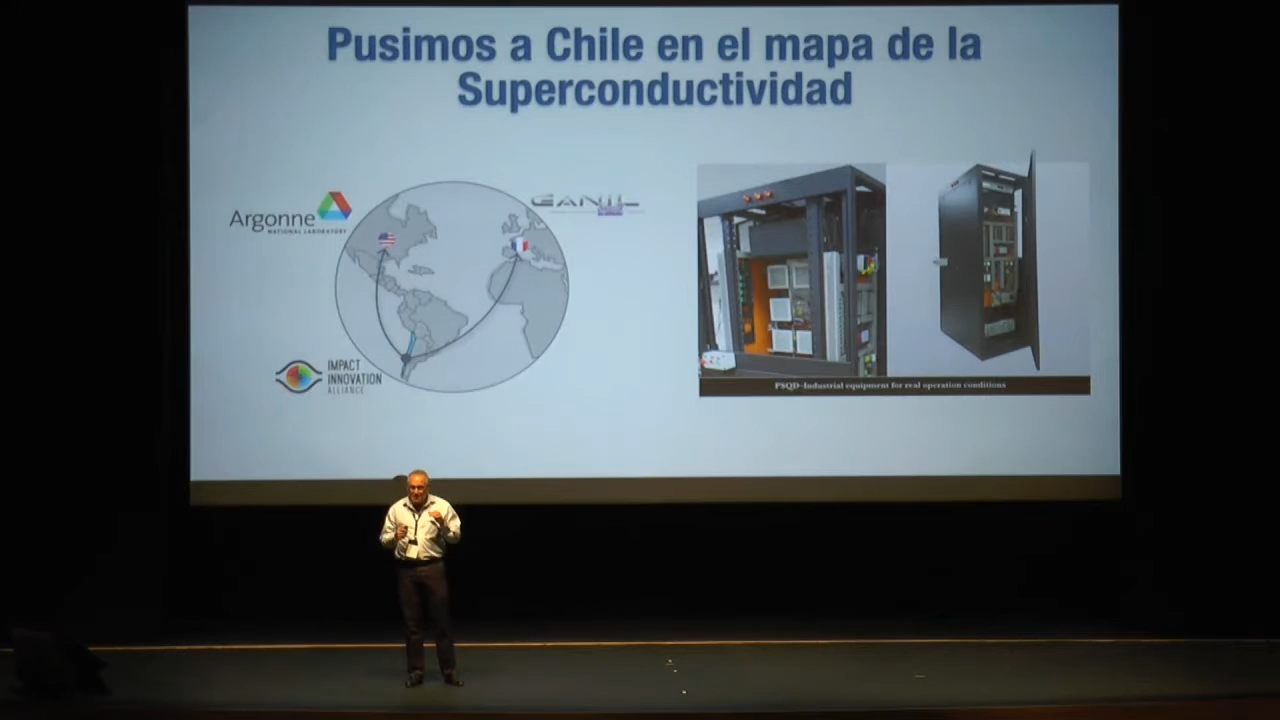 Pusimos a Chile en el mapa de la
Superconductividad
Argonne
NATIONAL LABORATORY
GANIL
IMPACT
INNOVATION
ALLIANCE
PSQD-Industrial equipment for real operation conditions